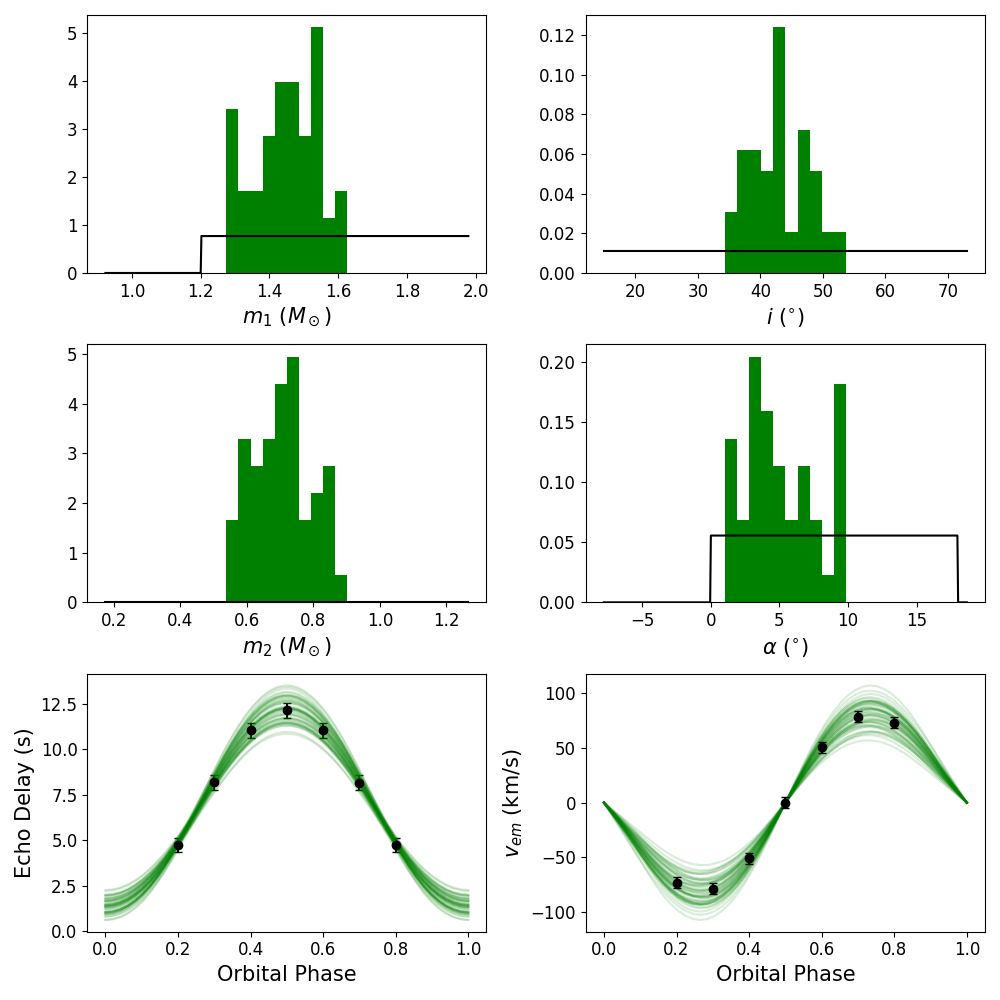 5
4
3
2
1
0
1.0 1.2 1.4 1.6 1.8 2.0
m₁ (M⊙)
0.12
0.10
0.08
0.06
0.04
0.02
0.00
20 30 40 50 60 70
i (°)
5
4
3
2
1
0
0.2 0.4 0.6 0.8 1.0 1.2
m₂ (M⊙)
0.20
0.15
0.10
0.05
0.00
−5 0 5 10 15
α (°)
Echo Delay (s)
12.5
10.0
7.5
5.0
2.5
0.0
0.0 0.2 0.4 0.6 0.8 1.0
Orbital Phase
vₑₘ (km/s)
100
50
0
−50
−100
0.0 0.2 0.4 0.6 0.8 1.0
Orbital Phase